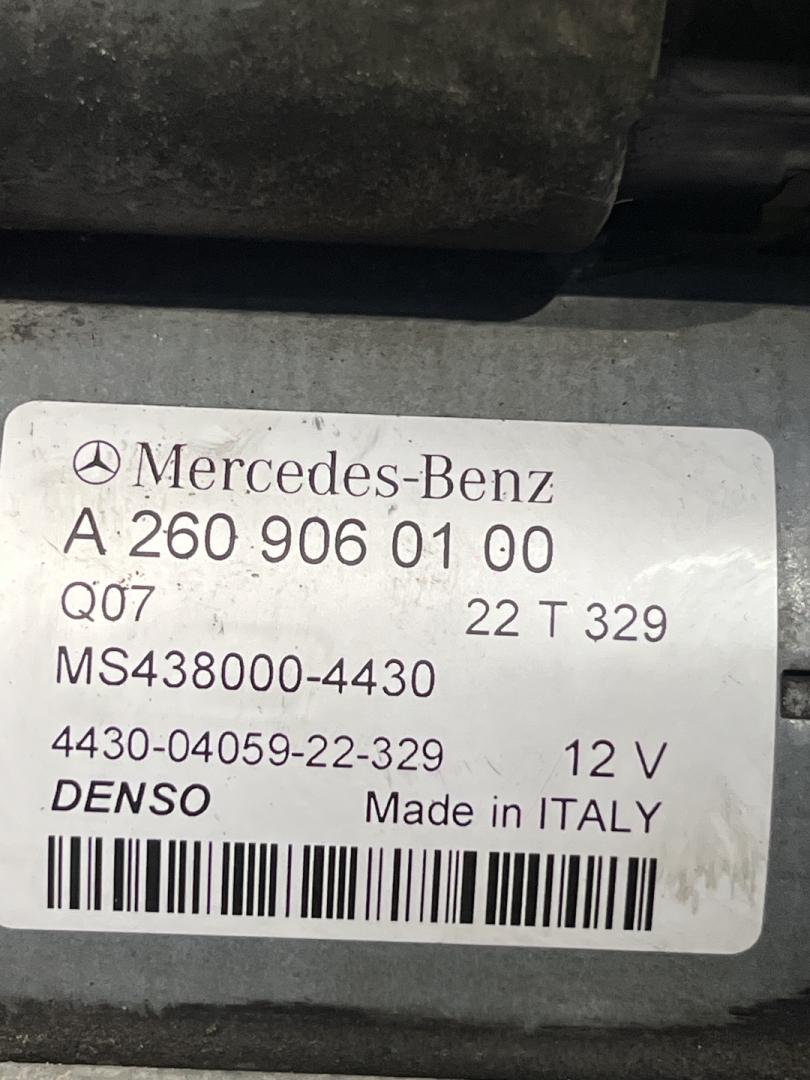 Mercedes-Benz
A 260 906 01 00
Q07 22 T 329
MS438000-4430
4430-04059-22-329 12 V
DENSO Made in ITALY